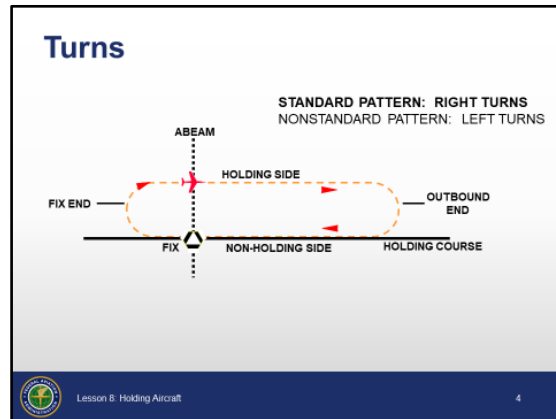 Turns
STANDARD PATTERN: RIGHT TURNS
NONSTANDARD PATTERN: LEFT TURNS
ABEAM
HOLDING SIDE
FIX END
OUTBOUND
END
FIX
NON-HOLDING SIDE
HOLDING COURSE
Lesson 8: Holding Aircraft
4